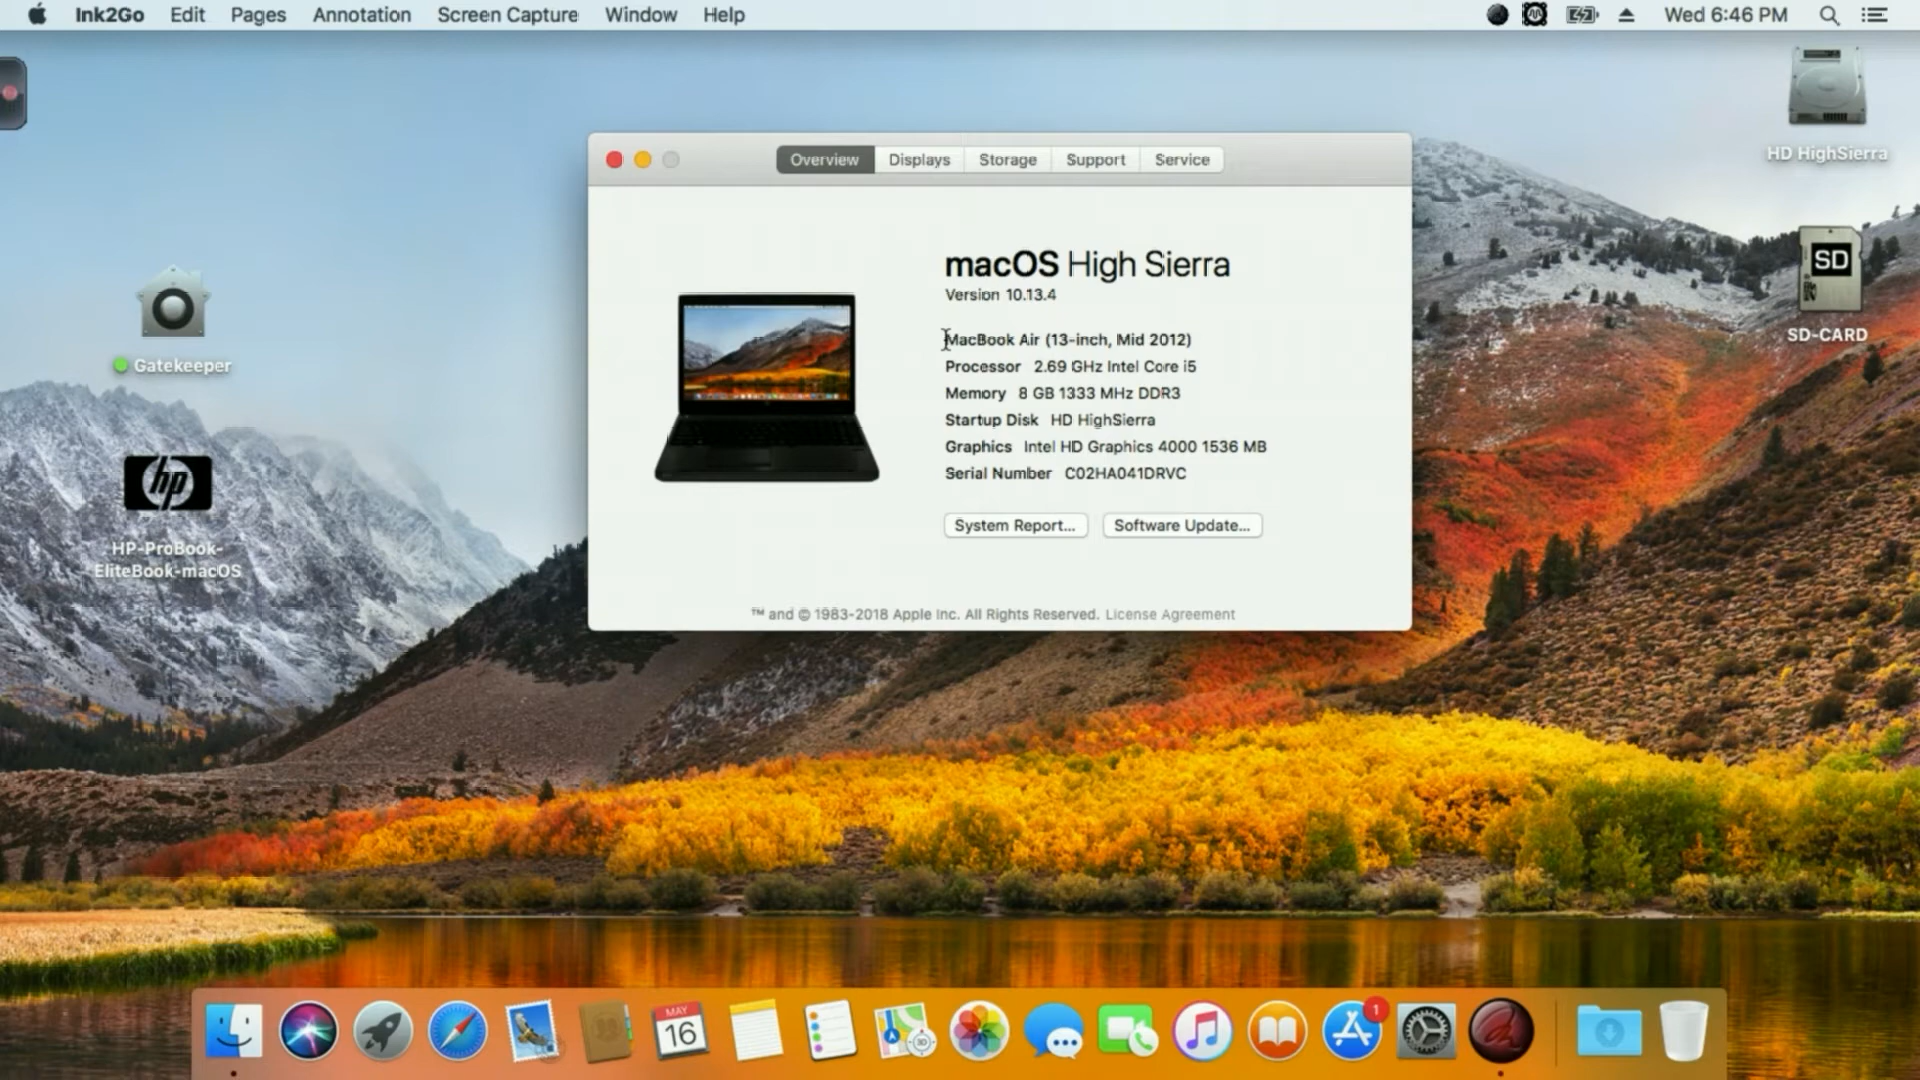 Ink2Go Edit Pages Annotation Screen Capture Window Help Wed 6:46 PM
HD HighSierra
Overview Displays Storage Support Service
macOS High Sierra
Version 10.13.4
SD
SD-CARD
MacBook Air (13-inch, Mid 2012)
Gatekeeper
Processor 2.69 GHz Intel Core i5
Memory 8 GB 1333 MHz DDR3
Startup Disk HD HighSierra
Graphics Intel HD Graphics 4000 1536 MB
Serial Number C02HA041DRVC
hp
System Report... Software Update...
HP-ProBook-
EliteBook-macOS
™ and © 1983-2018 Apple Inc. All Rights Reserved. License Agreement
MAY
16
3D
1